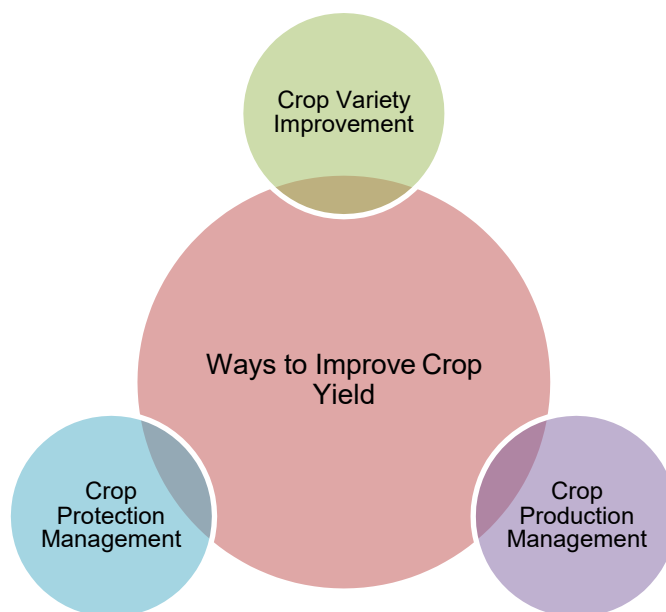 Crop Variety
Improvement
Ways to Improve Crop
Yield
Crop
Protection
Management
Crop
Production
Management